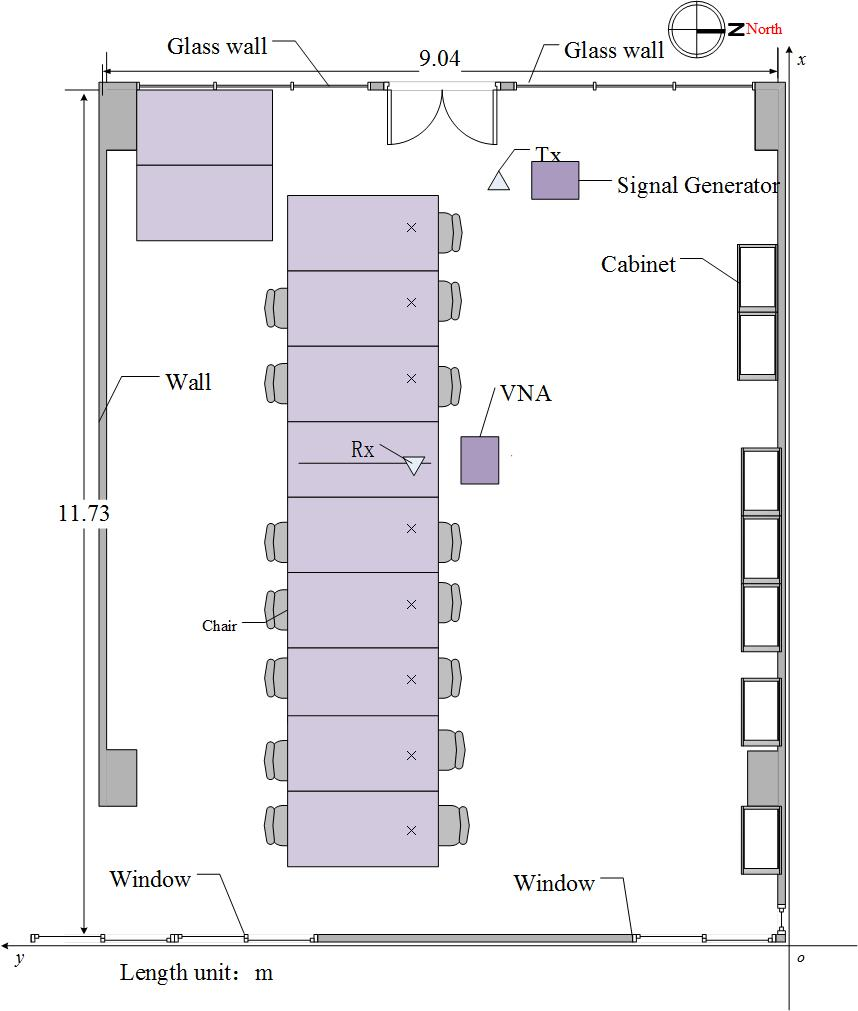 N North
Glass wall
9.04
Glass wall
x
Tx
Signal Generator
Cabinet
Wall
VNA
Rx
11.73
Chair
Window
Window
y
o
Length unit： m